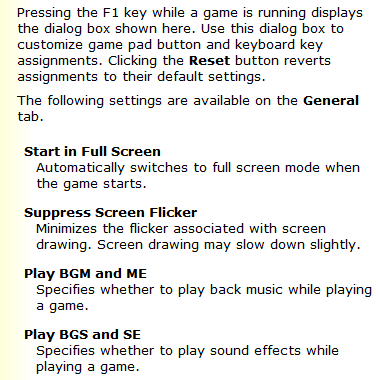 Pressing the F1 key while a game is running displays
the dialog box shown here. Use this dialog box to
customize game pad button and keyboard key
assignments. Clicking the Reset button reverts
assignments to their default settings.
The following settings are available on the General
tab.
Start in Full Screen
Automatically switches to full screen mode when
the game starts.
Suppress Screen Flicker
Minimizes the flicker associated with screen
drawing. Screen drawing may slow down slightly.
Play BGM and ME
Specifies whether to play back music while playing
a game.
Play BGS and SE
Specifies whether to play sound effects while
playing a game.